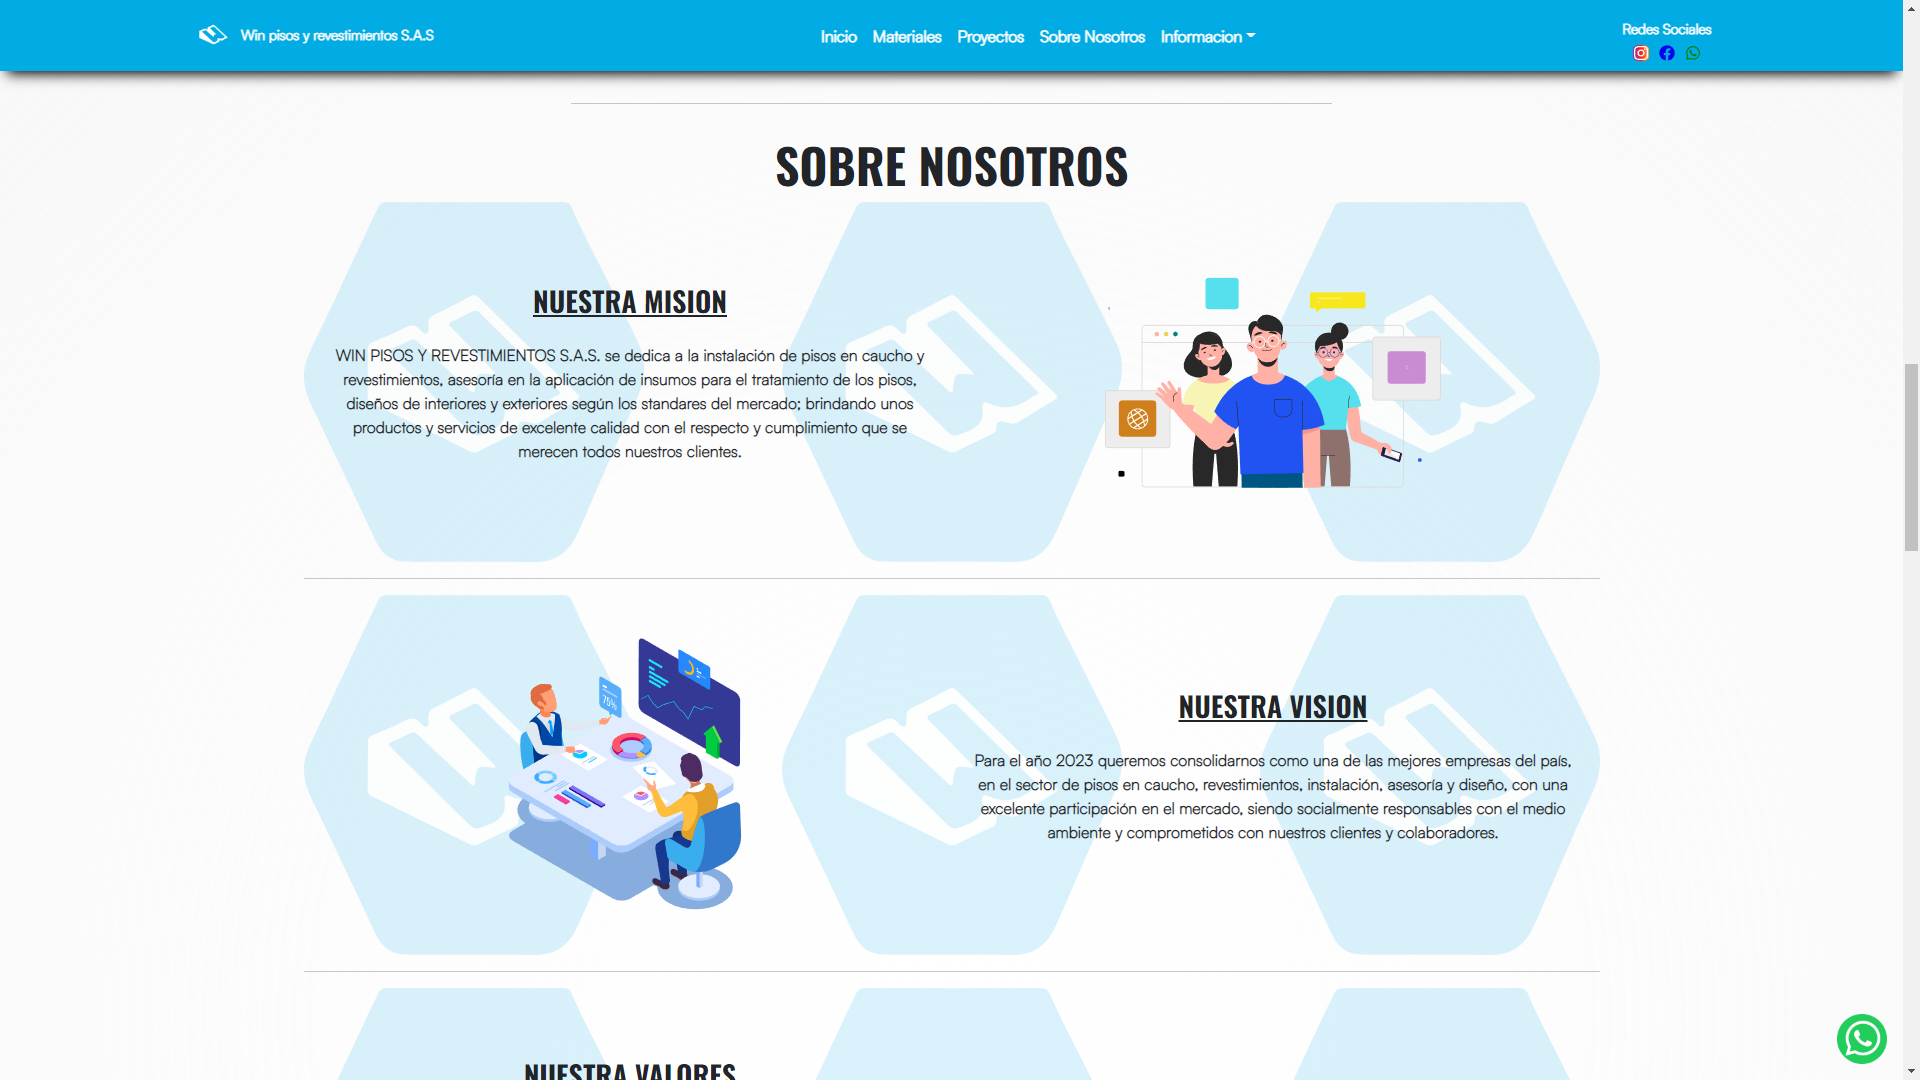 Win pisos y revestimientos S.A.S
Inicio
Materiales
Proyectos
Sobre Nosotros
Informacion
Redes Sociales
SOBRE NOSOTROS
NUESTRA MISION
WIN PISOS Y REVESTIMIENTOS S.A.S. se dedica a la instalación de pisos en caucho y
revestimientos, asesoría en la aplicación de insumos para el tratamiento de los pisos,
diseños de interiores y exteriores según los standares del mercado; brindando unos
productos y servicios de excelente calidad con el respecto y cumplimiento que se
merecen todos nuestros clientes.
75%
NUESTRA VISION
Para el año 2023 queremos consolidarnos como una de las mejores empresas del país,
en el sector de pisos en caucho, revestimientos, instalación, asesoría y diseño, con una
excelente participación en el mercado, siendo socialmente responsables con el medio
ambiente y comprometidos con nuestros clientes y colaboradores.
NUESTRA VALORES